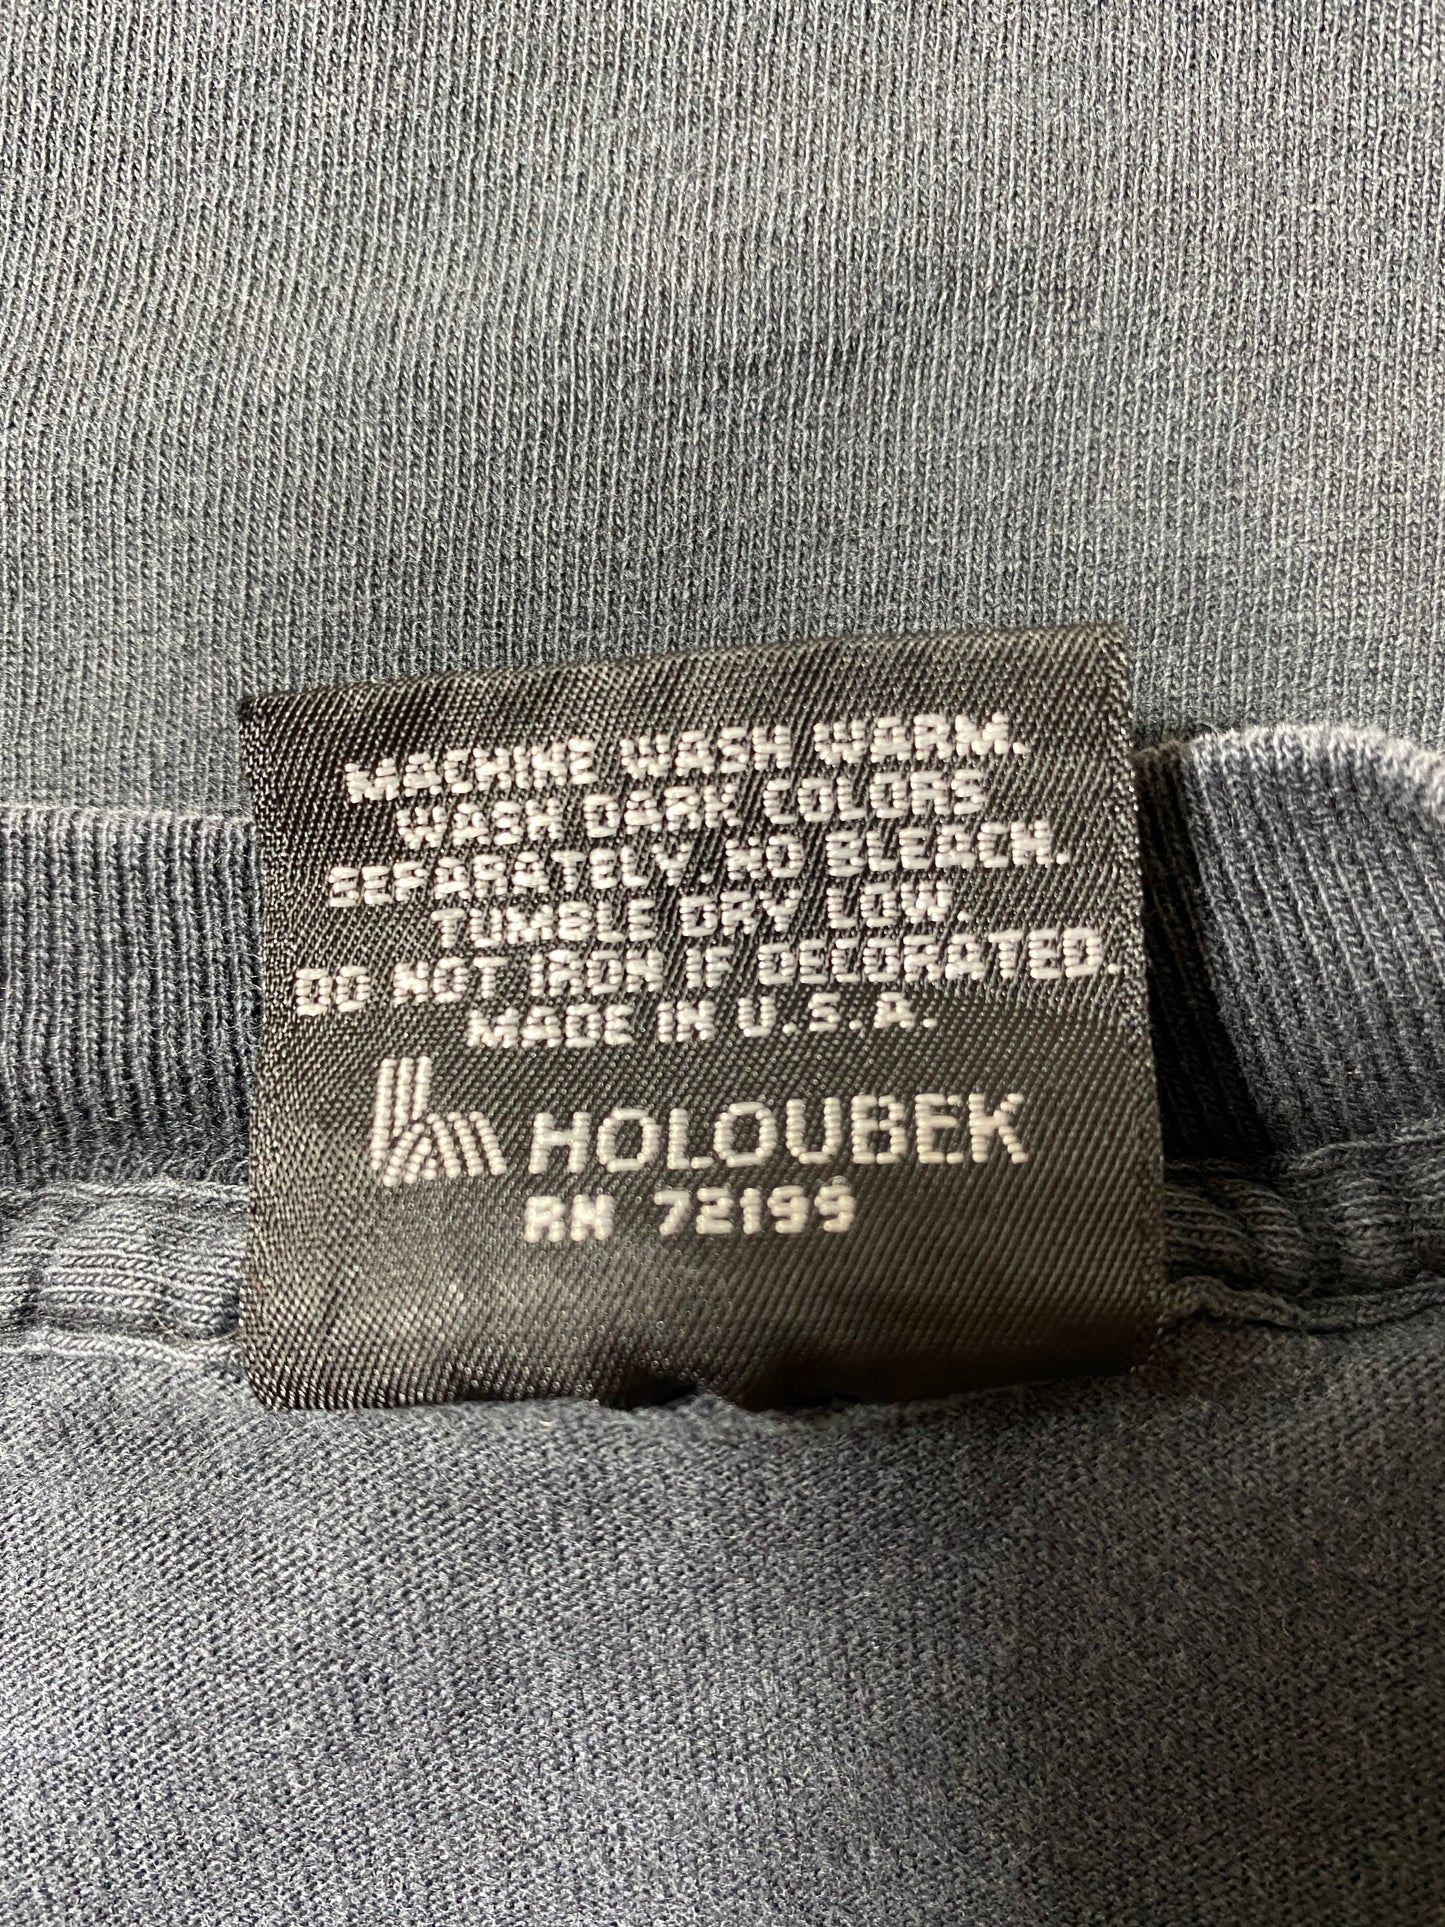 MACHINE WASH WARM.
WASH DARK COLORS
SEPARATELY. NO BLEACH.
TUMBLE DRY LOW.
DO NOT IRON IF DECORATED.
MADE IN U.S.A.
HOLOUBEK
RN 72199